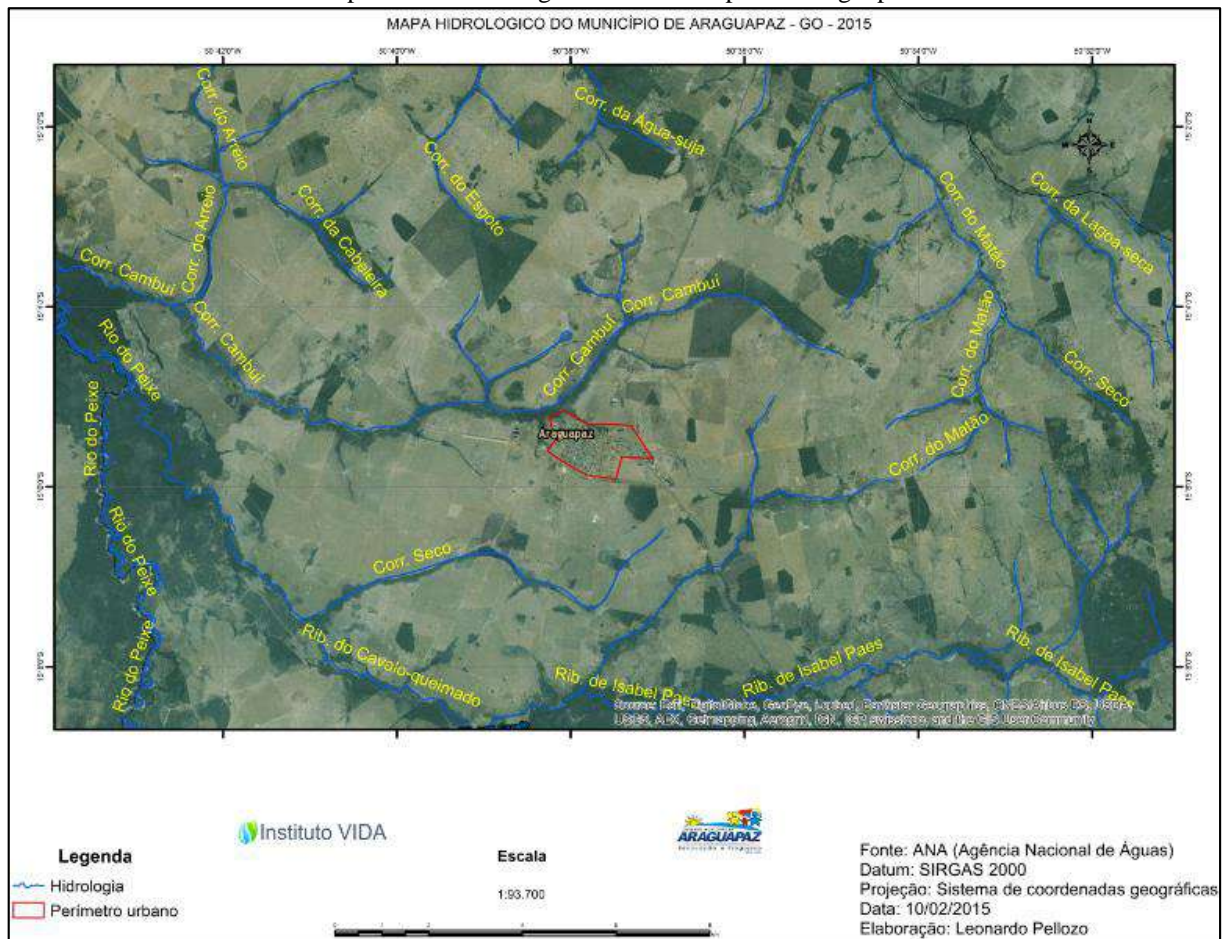 MAPA HIDROLOGICO DO MUNICÍPIO DE ARAGUAPAZ - GO - 2015
Corr. do Arreio
Corr. da Agua-suja
Corr. do Arreio
Corr. da Cabeleira
Corr. do Esgoto
Corr. do Matão
Corr. da Lagoa-seca
Corr. Cambuí
Corr. Cambuí
Corr. Cambuí
Corr. Cambuí
Corr. do Matão
Corr. Seco
Rio do Peixe
Rio do Peixe
Araguapaz
Corr. do Matão
Rio do Peixe
Corr. Seco
Rio do Peixe
Rib. do Cavalo-queimado
Rib. de Isabel Paes
Rib. de Isabel Paes
Rib. de Isabel Paes
Instituto VIDA
ARAGUAPAZ
Legenda
Hidrologia
Perímetro urbano
Escala
1:93.700
Fonte: ANA (Agência Nacional de Águas)
Datum: SIRGAS 2000
Projeção: Sistema de coordenadas geográficas
Data: 10/02/2015
Elaboração: Leonardo Pellozo